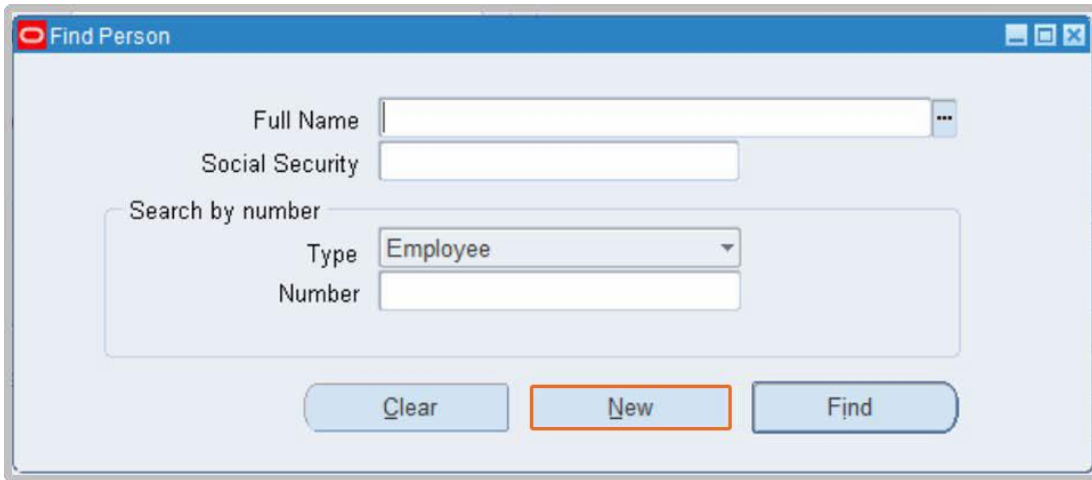 Find Person
Full Name
Social Security
Search by number
Type Employee
Number
Clear New Find